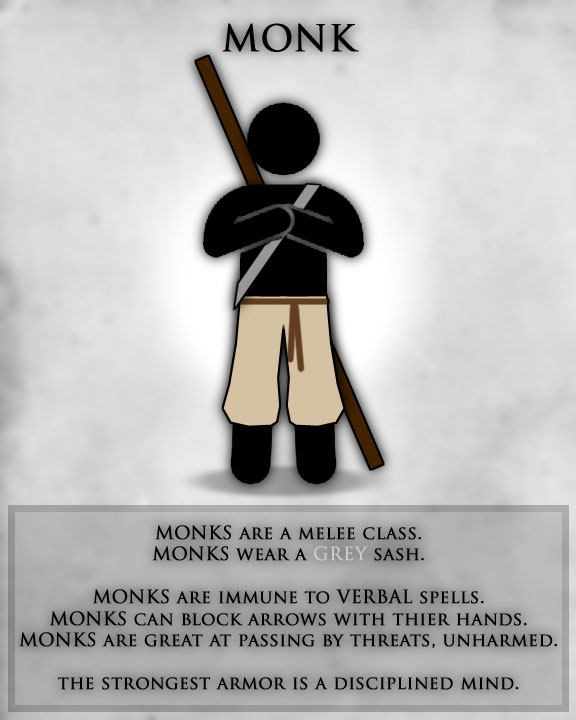 MONK
MONKS ARE A MELEE CLASS.
MONKS WEAR A GREY SASH.
MONKS ARE IMMUNE TO VERBAL SPELLS.
MONKS CAN BLOCK ARROWS WITH THIER HANDS.
MONKS ARE GREAT AT PASSING BY THREATS, UNHARMED.
THE STRONGEST ARMOR IS A DISCIPLINED MIND.